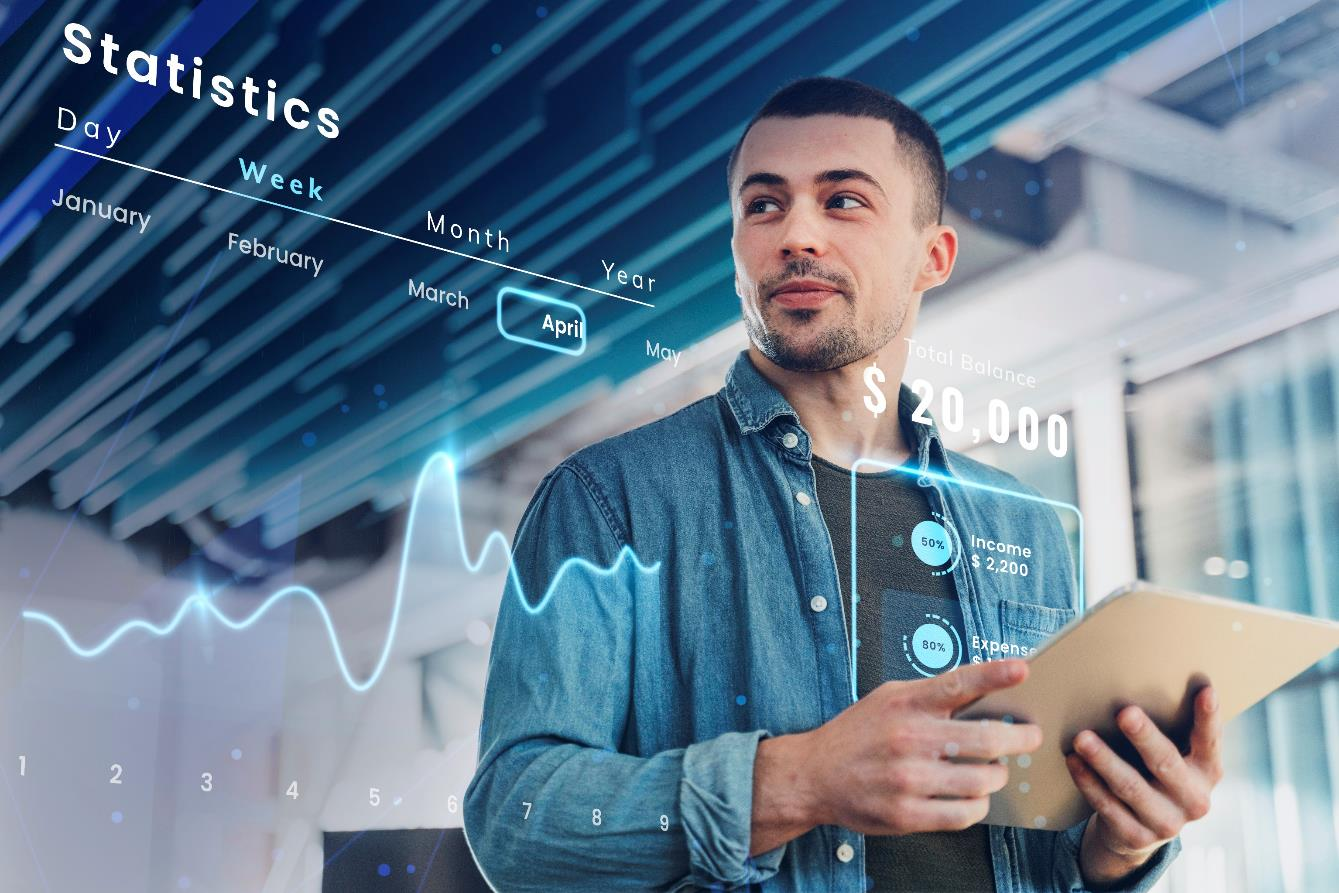 Statistics
Day Week Month Year
January February March April May
Total Balance
$ 20,000
50%
Income
$ 2,200
80%
Expense
1 2 3 4 5 6 7 8 9